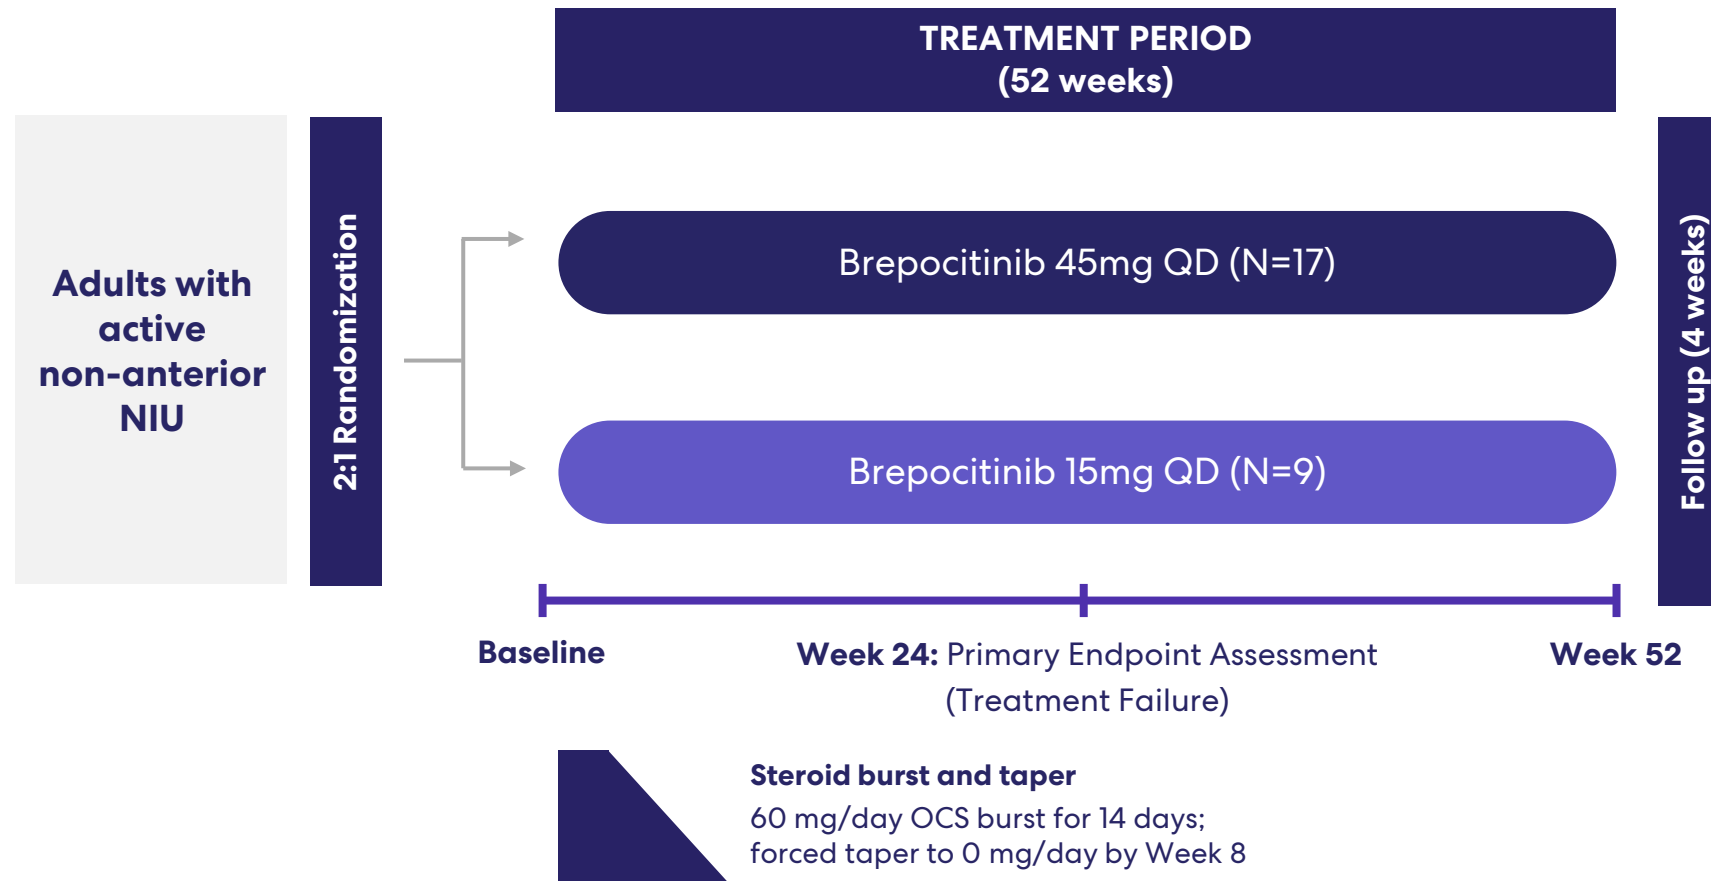 TREATMENT PERIOD
(52 weeks)
Adults with
active
non-anterior
NIU
2:1 Randomization
Brepocitinib 45mg QD (N=17)
Brepocitinib 15mg QD (N=9)
Follow up (4 weeks)
Baseline
Week 24: Primary Endpoint Assessment
(Treatment Failure)
Week 52
Steroid burst and taper
60 mg/day OCS burst for 14 days;
forced taper to 0 mg/day by Week 8